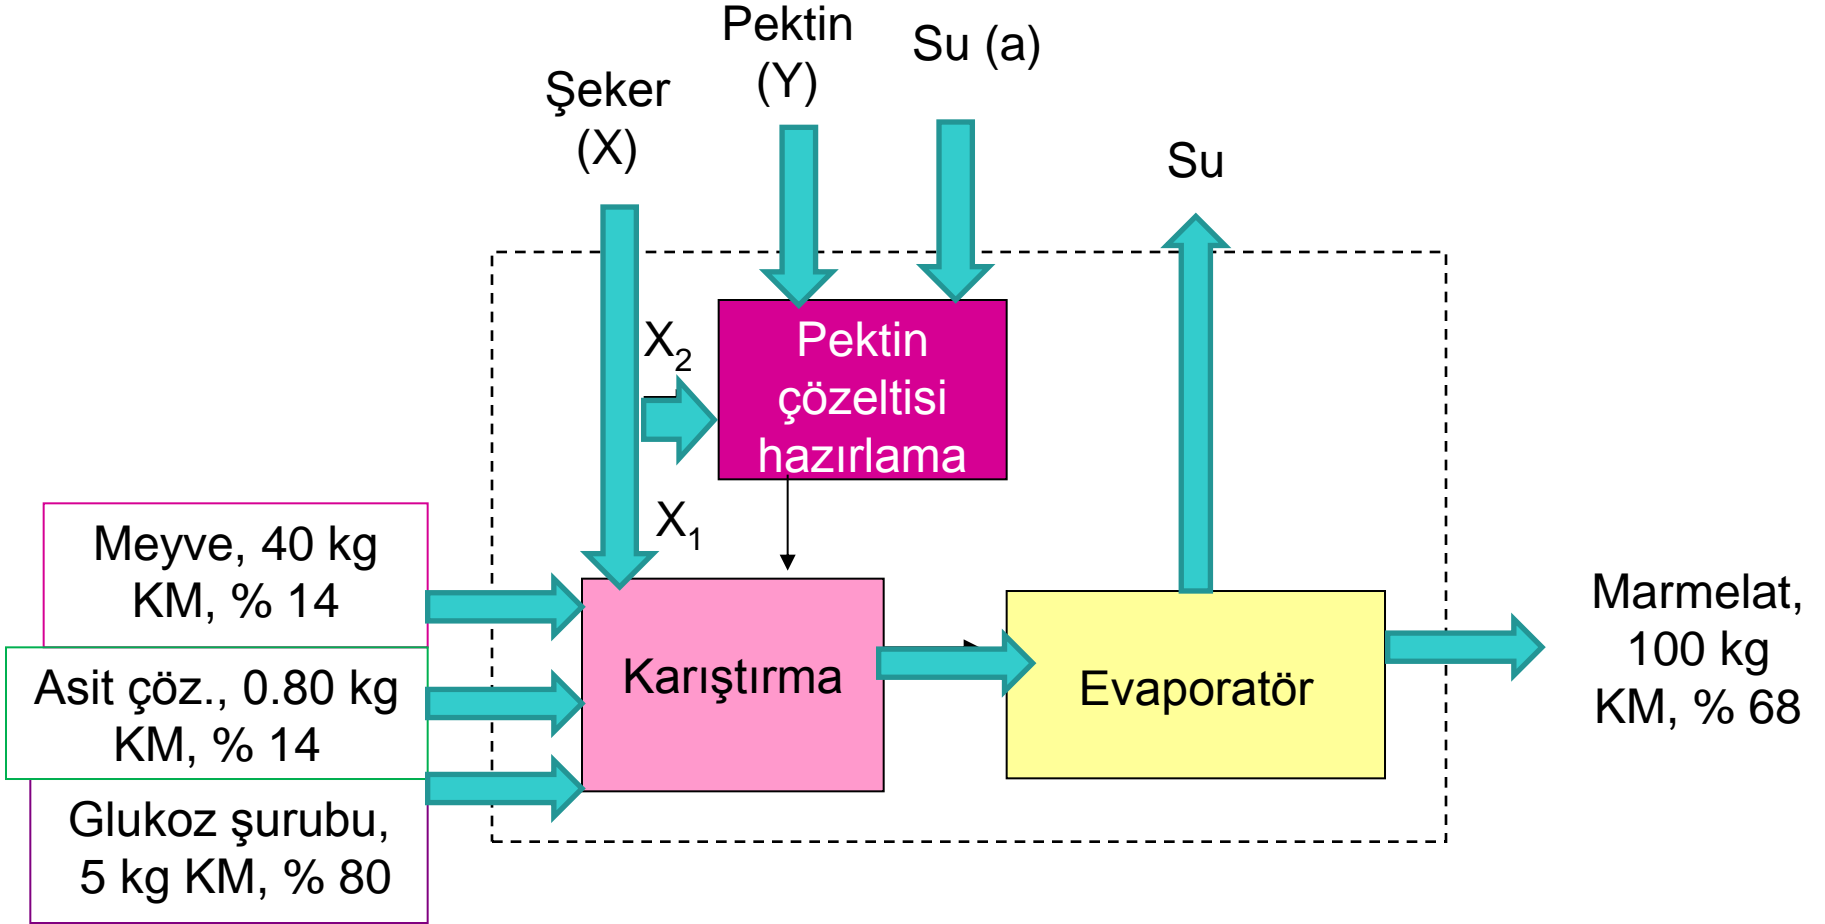 Pektin
(Y)
Su (a)
Şeker
(X)
Su
X2
Pektin
çözeltisi
hazırlama
X1
Meyve, 40 kg
KM, % 14
Asit çöz., 0.80 kg
KM, % 14
Glukoz şurubu,
5 kg KM, % 80
Karıştırma
Evaporatör
Marmelat,
100 kg
KM, % 68